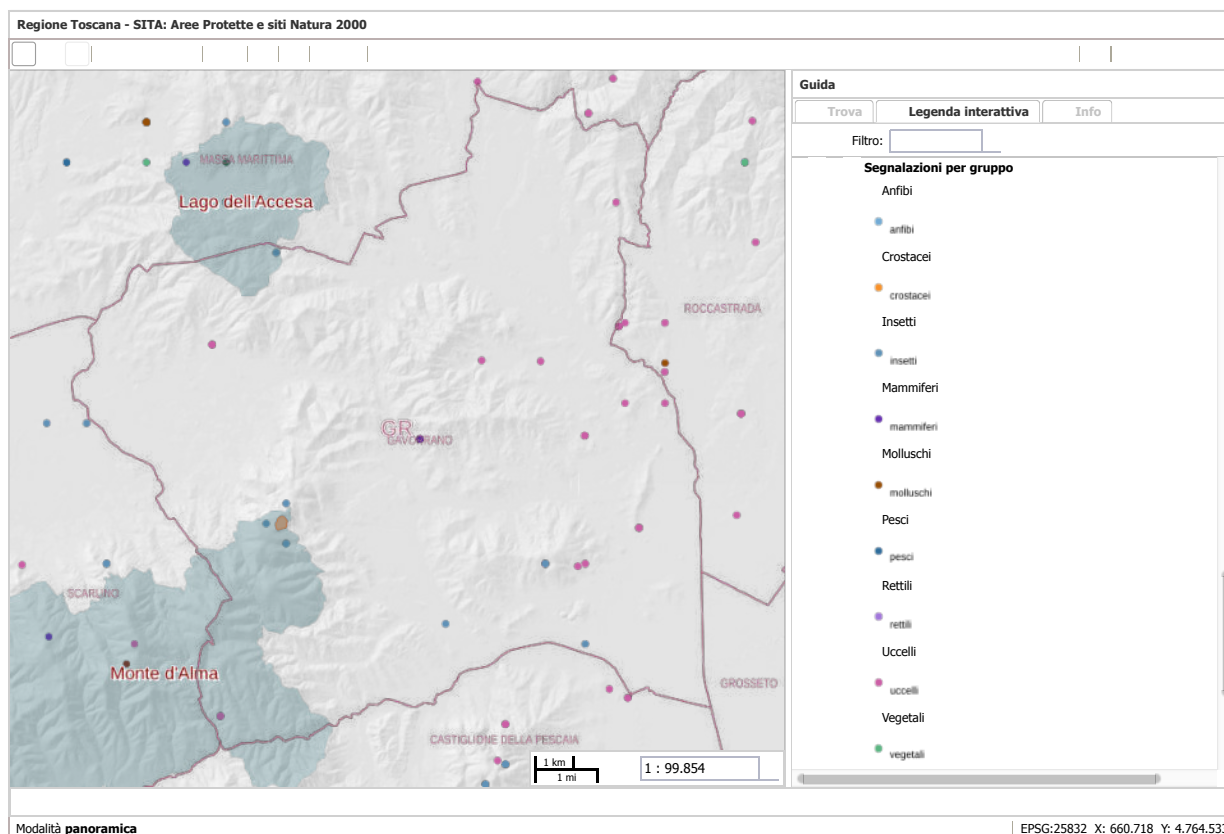 Regione Toscana - SITA: Aree Protette e siti Natura 2000
Guida
Trova Legenda interattiva Info
Filtro:
Segnalazioni per gruppo
Anfibi
anfibi
Crostacei
crostacei
Insetti
insetti
Mammiferi
mammiferi
Molluschi
molluschi
Pesci
pesci
Rettili
rettili
Uccelli
uccelli
Vegetali
vegetali
MASSA MARITTIMA
Lago dell'Accesa
ROCCASTRADA
GR
GAVORRANO
SCARLINO
Monte d'Alma
GROSSETO
CASTIGLIONE DELLA PESCAIA
1 km
1 mi
1 : 99.854
Modalità panoramica
EPSG:25832 X: 660.718 Y: 4.764.537